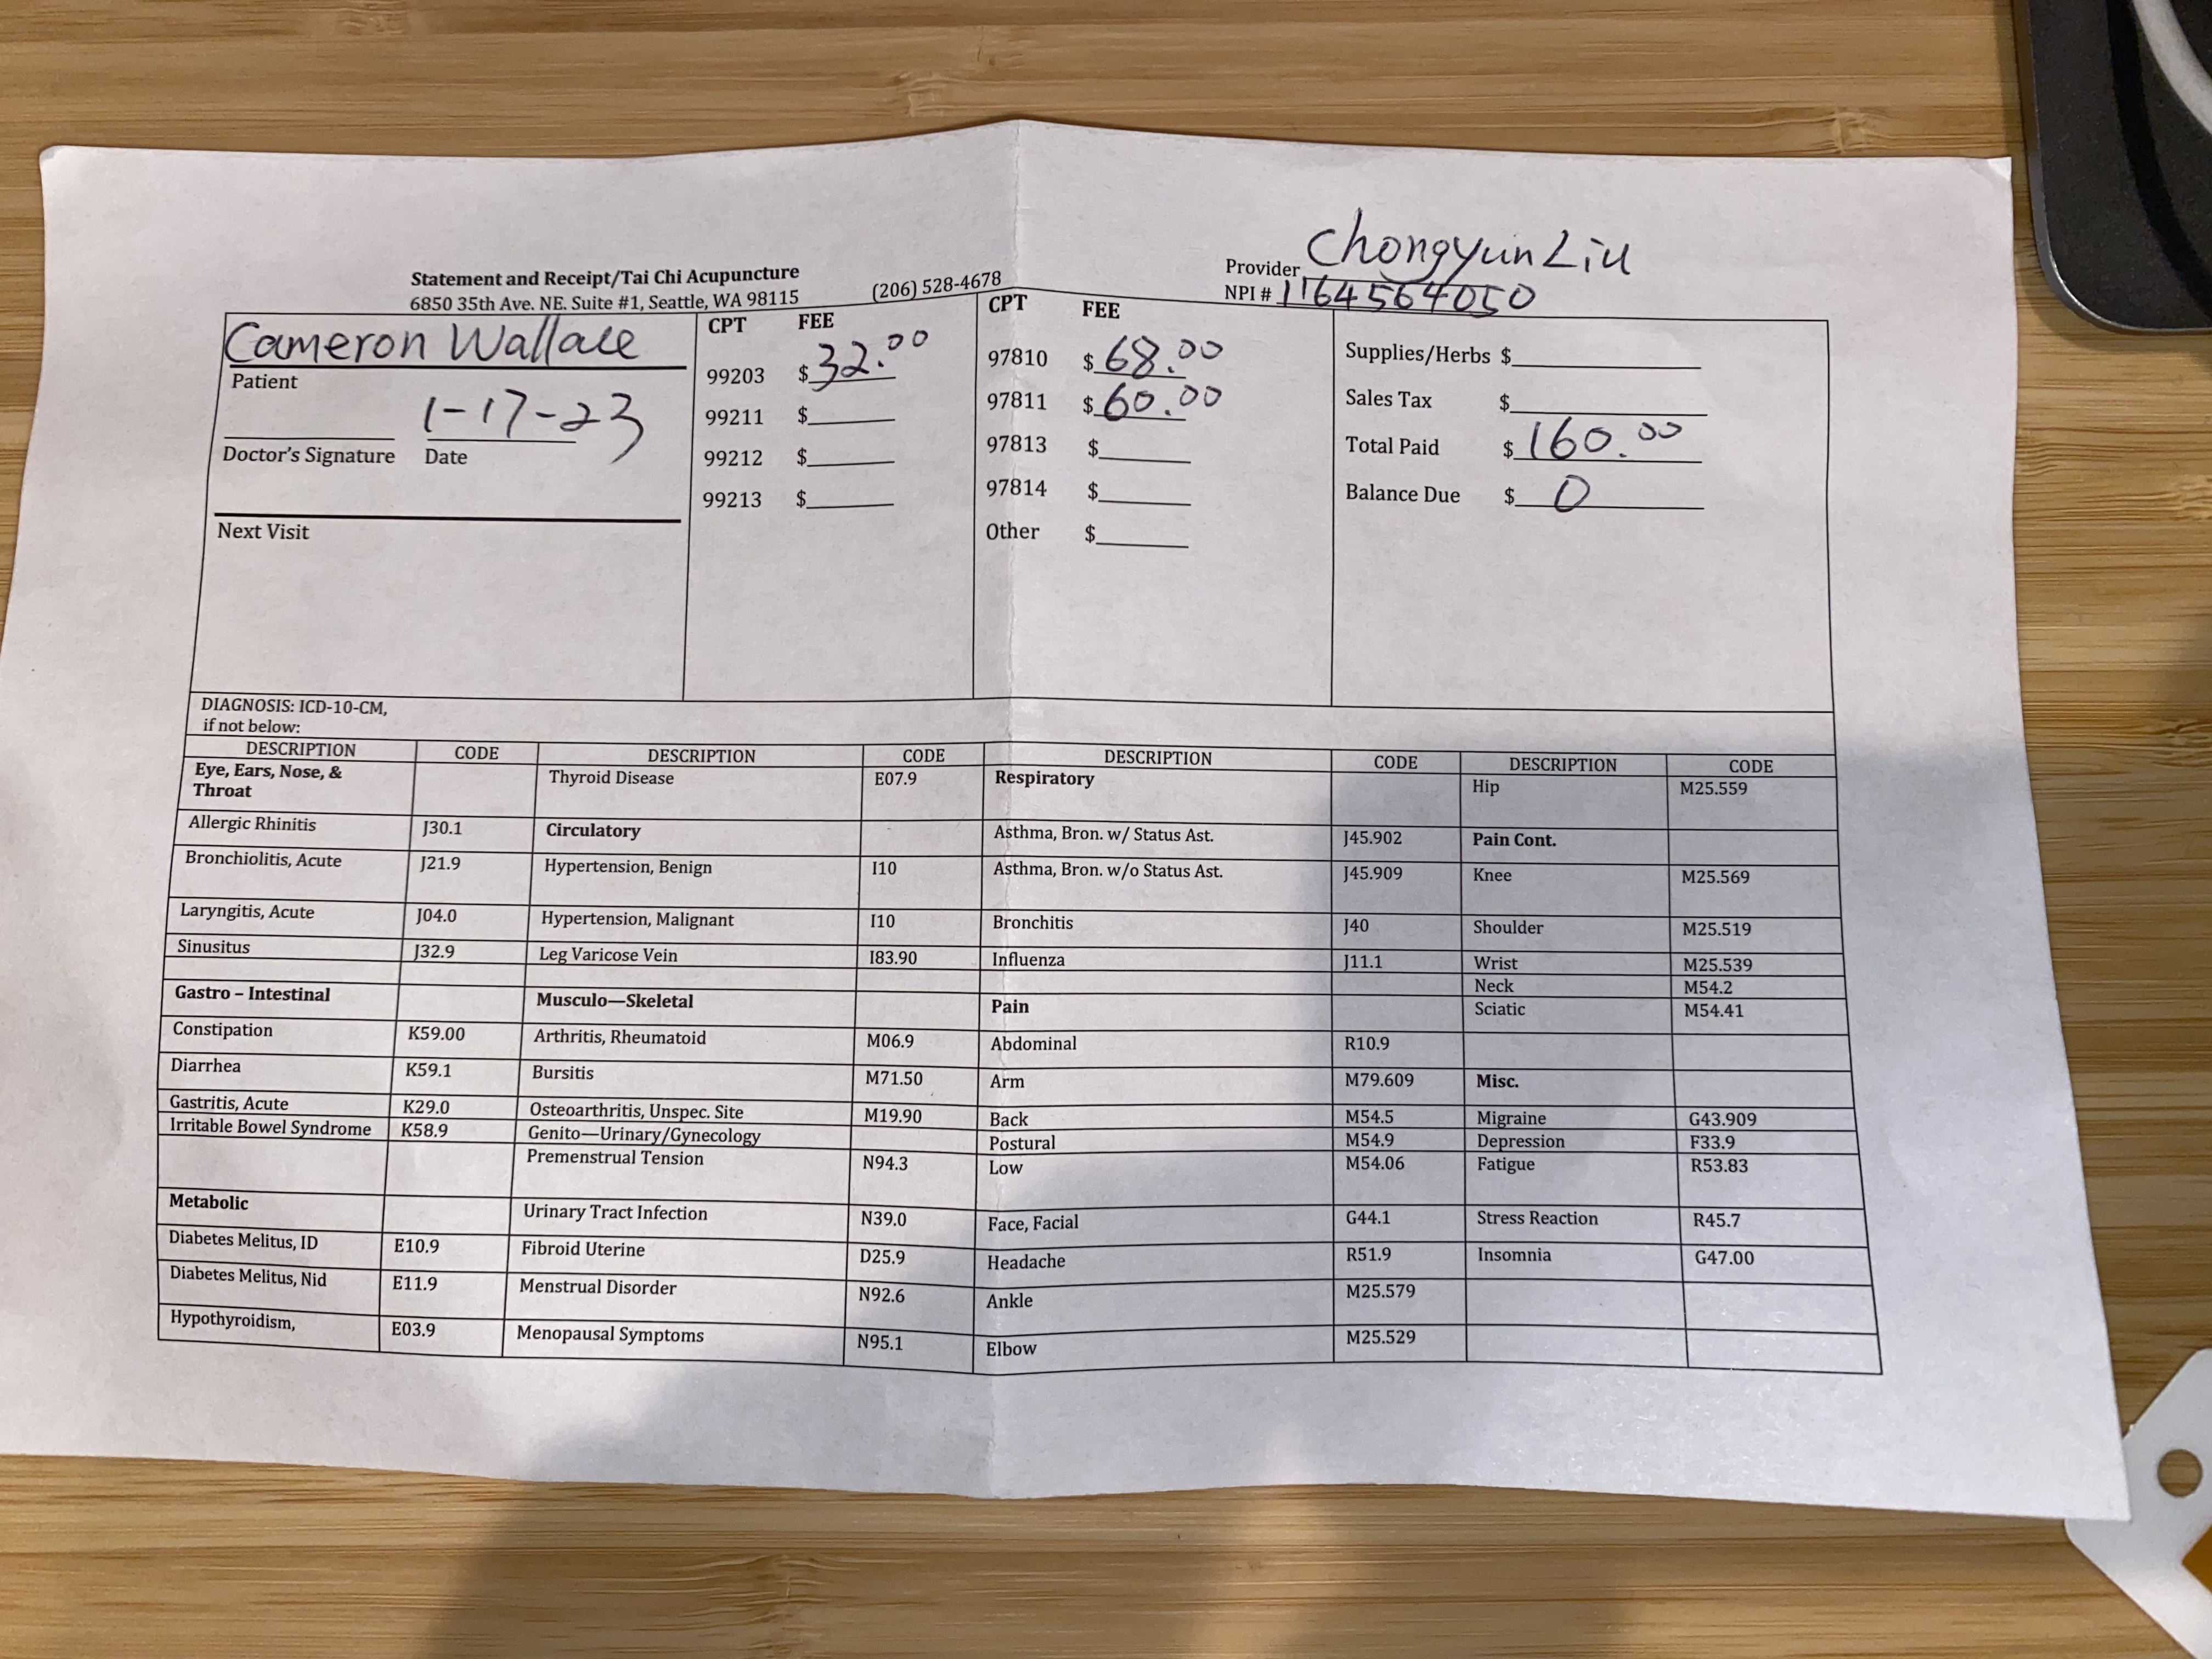 Chongyun Liu
Provider
Statement and Receipt/Tai Chi Acupuncture
(206) 528-4678
NPI # 1164564050
6850 35th Ave. NE. Suite #1, Seattle, WA 98115
Cameron Wallace
Patient
1-17-23
Doctor's Signature Date
Next Visit
CPT FEE
99203 $ 32.00
99211 $
99212 $
99213 $
CPT FEE
97810 $ 68.00
97811 $ 60.00
97813 $
97814 $
Other $
Supplies/Herbs $
Sales Tax $
Total Paid $ 160.00
Balance Due $ 0
DIAGNOSIS: ICD-10-CM,
if not below:
DESCRIPTION CODE DESCRIPTION CODE DESCRIPTION CODE DESCRIPTION CODE
Eye, Ears, Nose, & Thyroid Disease E07.9 Respiratory Hip M25.559
Throat
Allergic Rhinitis J30.1 Circulatory Asthma, Bron. w/ Status Ast. J45.902 Pain Cont.
Bronchiolitis, Acute J21.9 Hypertension, Benign I10 Asthma, Bron. w/o Status Ast. J45.909 Knee M25.569
Laryngitis, Acute J04.0 Hypertension, Malignant I10 Bronchitis J40 Shoulder M25.519
Sinusitus J32.9 Leg Varicose Vein I83.90 Influenza J11.1 Wrist M25.539
Neck M54.2
Gastro – Intestinal Musculo—Skeletal Pain Sciatic M54.41
Constipation K59.00 Arthritis, Rheumatoid M06.9 Abdominal R10.9
Diarrhea K59.1 Bursitis M71.50 Arm M79.609 Misc.
Gastritis, Acute K29.0 Osteoarthritis, Unspec. Site M19.90 Back M54.5 Migraine G43.909
Irritable Bowel Syndrome K58.9 Genito—Urinary/Gynecology Postural M54.9 Depression F33.9
Premenstrual Tension N94.3 Low M54.06 Fatigue R53.83
Metabolic Urinary Tract Infection N39.0 Face, Facial G44.1 Stress Reaction R45.7
Diabetes Melitus, ID E10.9 Fibroid Uterine D25.9 Headache R51.9 Insomnia G47.00
Diabetes Melitus, Nid E11.9 Menstrual Disorder N92.6 Ankle M25.579
Hypothyroidism, E03.9 Menopausal Symptoms N95.1 Elbow M25.529